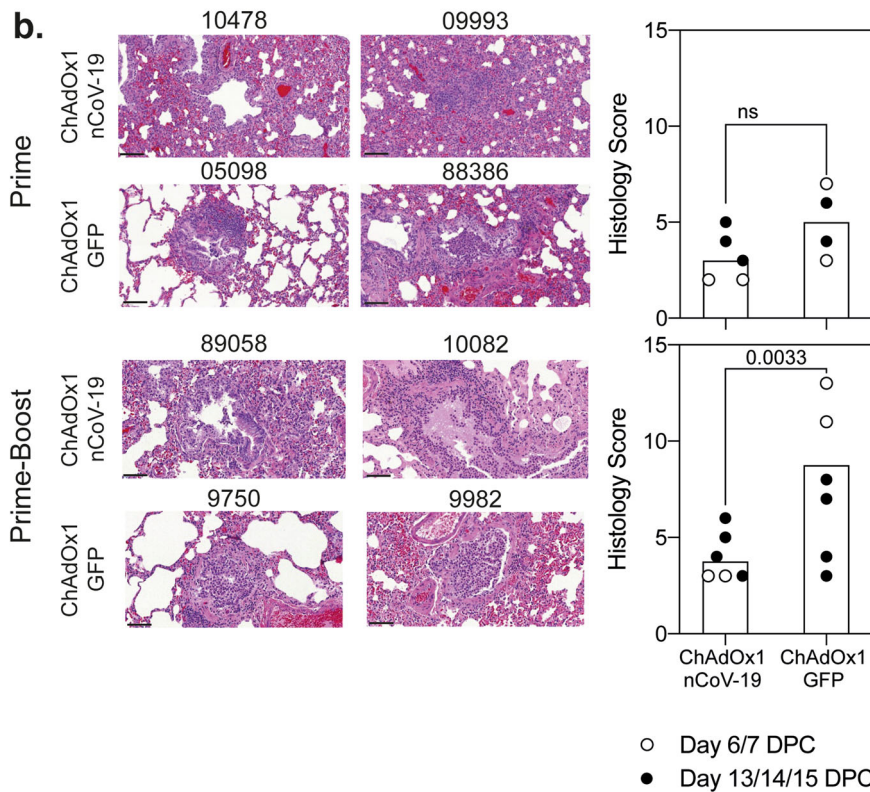 b.
Prime
ChAdOx1
nCoV-19
10478
09993
ChAdOx1
GFP
05098
88386
Prime-Boost
ChAdOx1
nCoV-19
89058
10082
ChAdOx1
GFP
9750
9982
Histology Score
15
10
5
0
ns
Histology Score
15
10
5
0
0.0033
ChAdOx1
nCoV-19
ChAdOx1
GFP
Day 6/7 DPC
Day 13/14/15 DPC